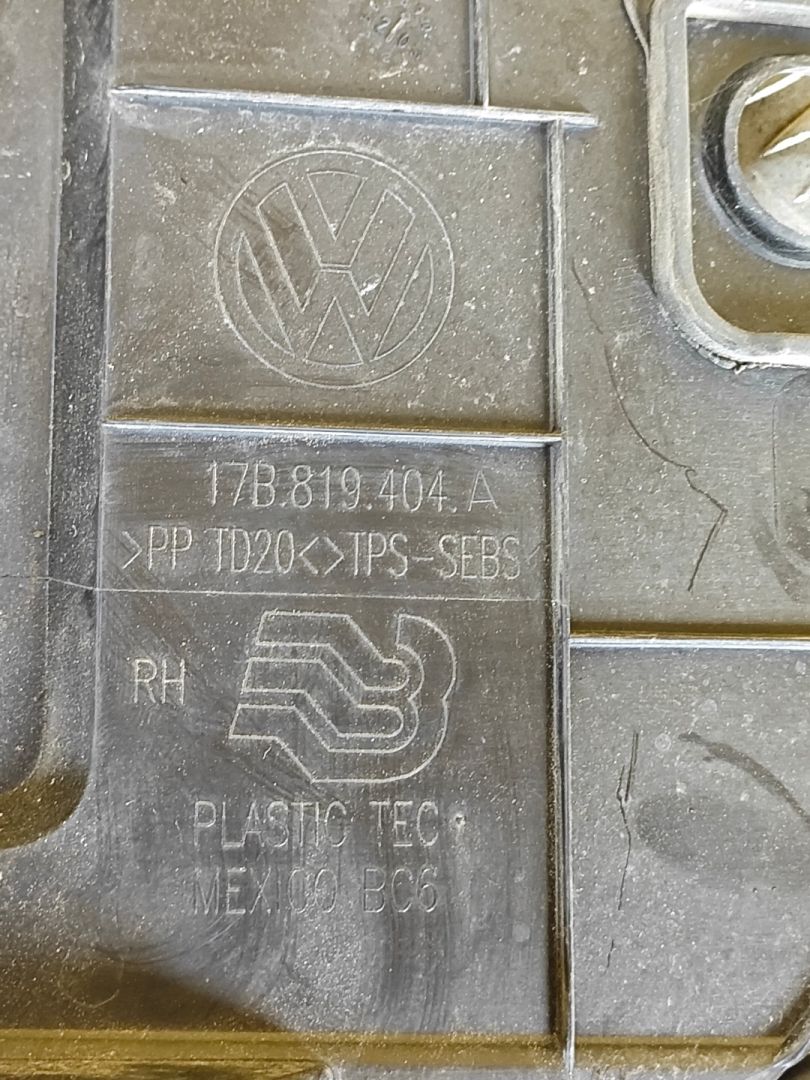 17B.819.404.A
>PP TD20<>TPS-SEBS<
RH
PLASTIC TEC
MEXICO BC6